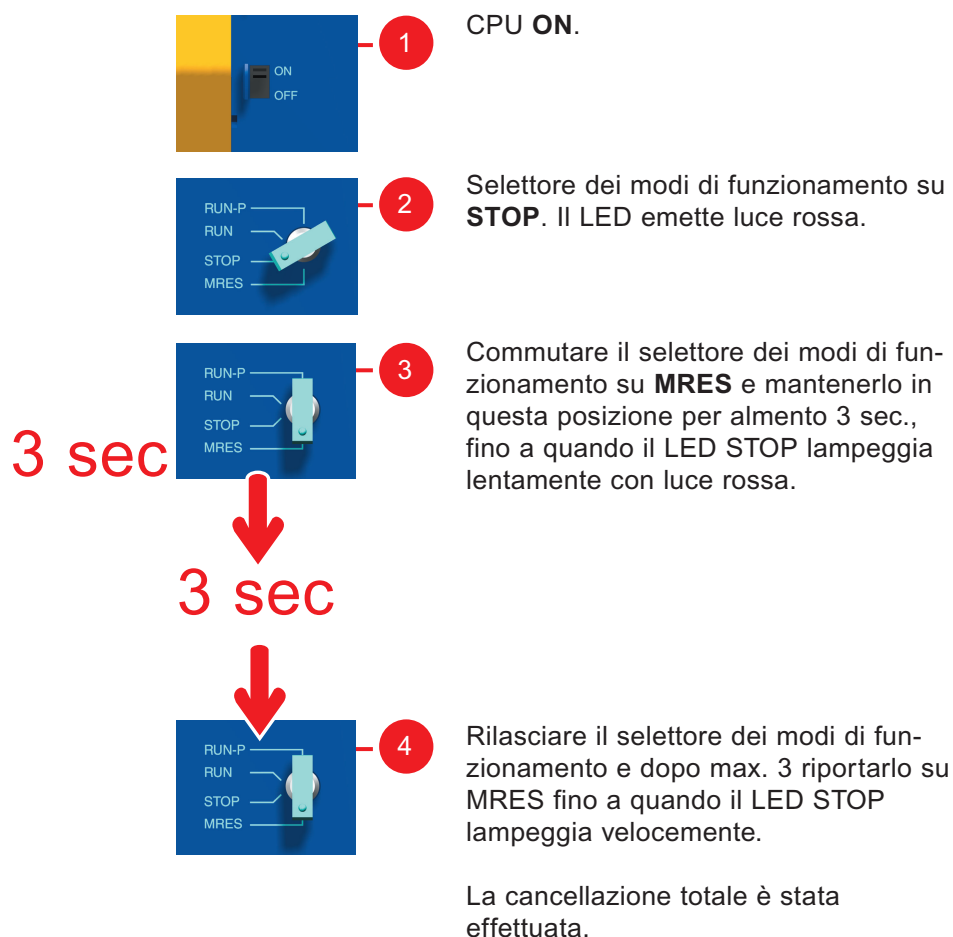 1
CPU ON.
ON
OFF
2
Selettore dei modi di funzionamento su
STOP. Il LED emette luce rossa.
RUN-P
RUN
STOP
MRES
3
Commutare il selettore dei modi di fun-
zionamento su MRES e mantenerlo in
questa posizione per almento 3 sec.,
fino a quando il LED STOP lampeggia
lentamente con luce rossa.
RUN-P
RUN
STOP
MRES
3 sec
3 sec
4
Rilasciare il selettore dei modi di fun-
zionamento e dopo max. 3 riportarlo su
MRES fino a quando il LED STOP
lampeggia velocemente.
RUN-P
RUN
STOP
MRES
La cancellazione totale è stata
effettuata.